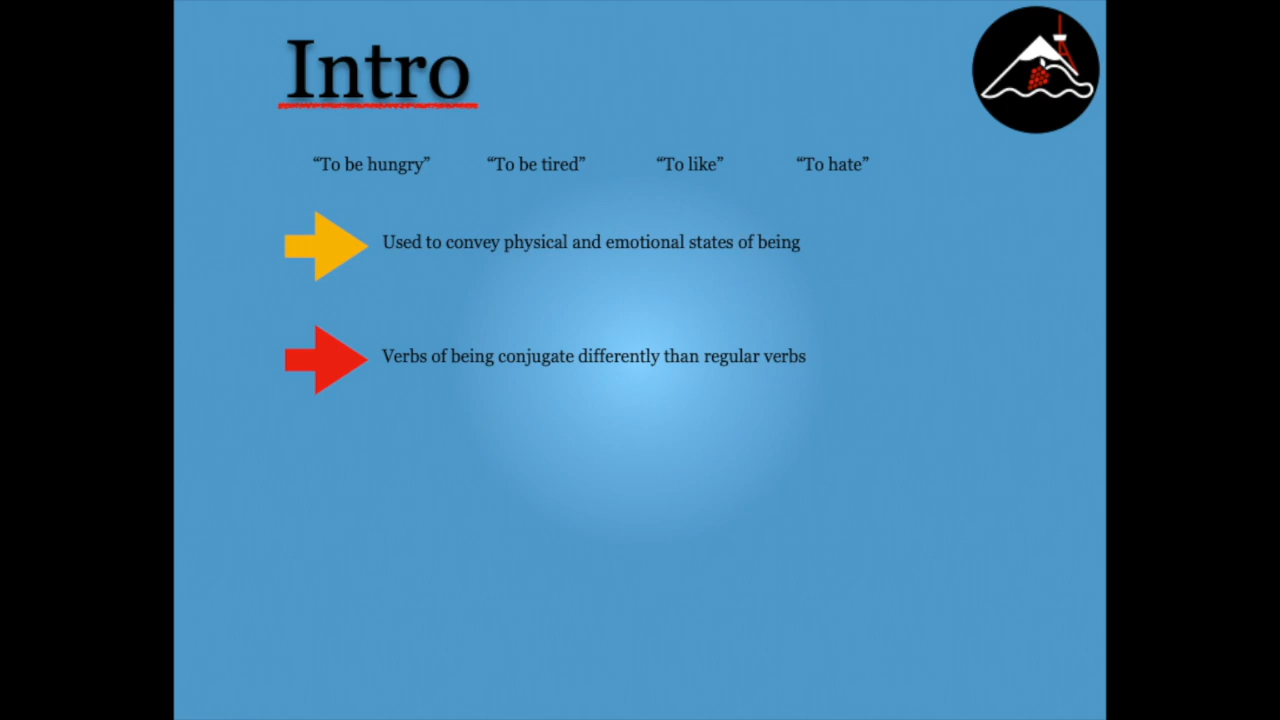 Intro
“To be hungry” “To be tired” “To like” “To hate”
Used to convey physical and emotional states of being
Verbs of being conjugate differently than regular verbs